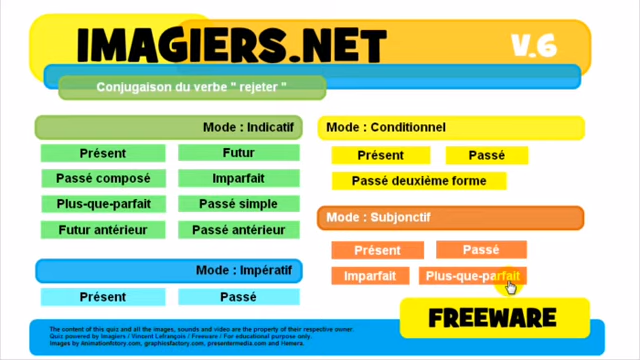 IMAGIERS.NET
V.6
Conjugaison du verbe " rejeter "
Mode : Indicatif
Présent
Futur
Passé composé
Imparfait
Plus-que-parfait
Passé simple
Futur antérieur
Passé antérieur
Mode : Impératif
Présent
Passé
Mode : Conditionnel
Présent
Passé
Passé deuxième forme
Mode : Subjonctif
Présent
Passé
Imparfait
Plus-que-parfait
FREEWARE
The content of this quiz and all the images, sounds and video are the property of their respective owner.
Quiz powered by Imagiers / Vincent Lefrançois / Freeware / For educational purpose only.
Images by Animationfctory.com, graphicsfactory.com, presentermedia.com and Hemera.